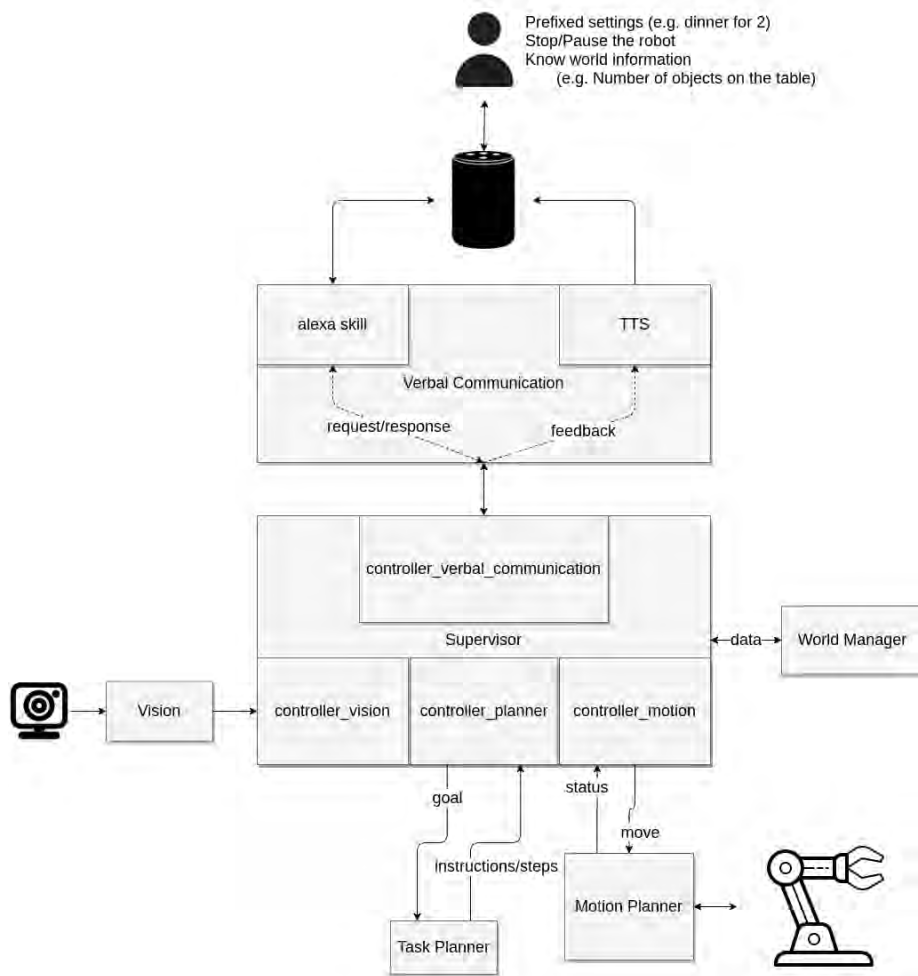 Prefixed settings (e.g. dinner for 2)
Stop/Pause the robot
Know world information
(e.g. Number of objects on the table)
alexa skill
TTS
Verbal Communication
request/response
feedback
controller_verbal_communication
Supervisor
data
World Manager
Vision
controller_vision
controller_planner
controller_motion
goal
status
move
instructions/steps
Motion Planner
Task Planner